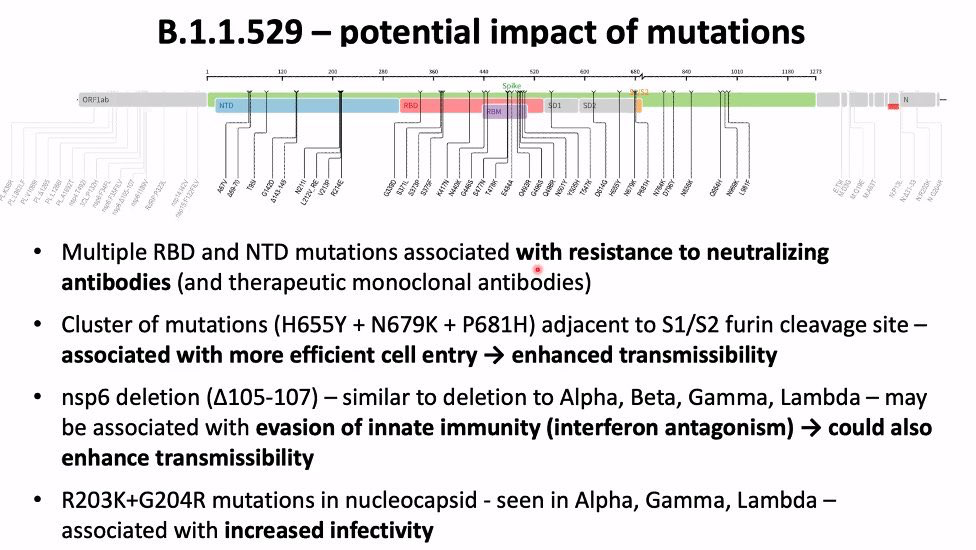 B.1.1.529 – potential impact of mutations
1 120 200 280 360 440 520 680 840 1010 1180 1273
Spike
S1/S2
ORF1ab NTD RBD RBM SD1 SD2 N
A67V Δ69-70 T95I G142D Δ143-145 N211I L212V_RE V213P R214E G339D S371L S373P S375F K417N N440K G446S S477N T478K E484A Q493R G496S Q498R N501Y Y505H T547K D614G H655Y N679K P681H N764K D796Y N856K Q954H N969K L981F
• Multiple RBD and NTD mutations associated with resistance to neutralizing
antibodies (and therapeutic monoclonal antibodies)
• Cluster of mutations (H655Y + N679K + P681H) adjacent to S1/S2 furin cleavage site –
associated with more efficient cell entry → enhanced transmissibility
• nsp6 deletion (Δ105-107) – similar to deletion to Alpha, Beta, Gamma, Lambda – may
be associated with evasion of innate immunity (interferon antagonism) → could also
enhance transmissibility
• R203K+G204R mutations in nucleocapsid - seen in Alpha, Gamma, Lambda –
associated with increased infectivity